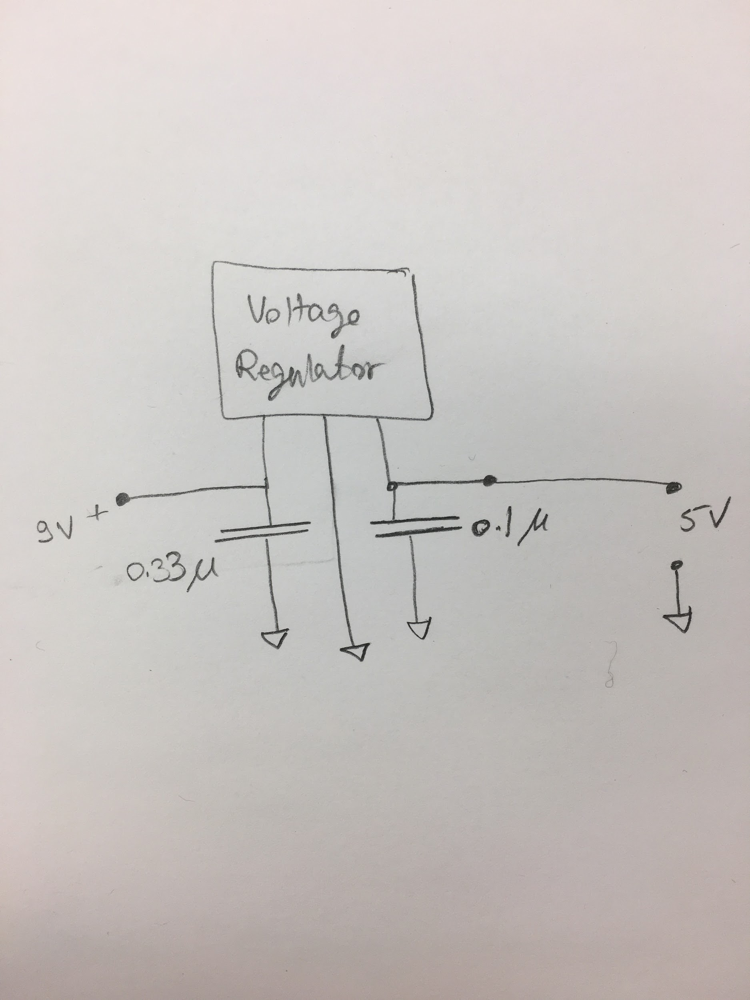 Voltage
Regulator
9V +
0.33μ
0.1μ
5V